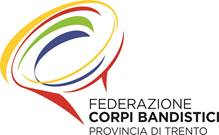 FEDERAZIONE
CORPI BANDISTICI
PROVINCIA DI TRENTO